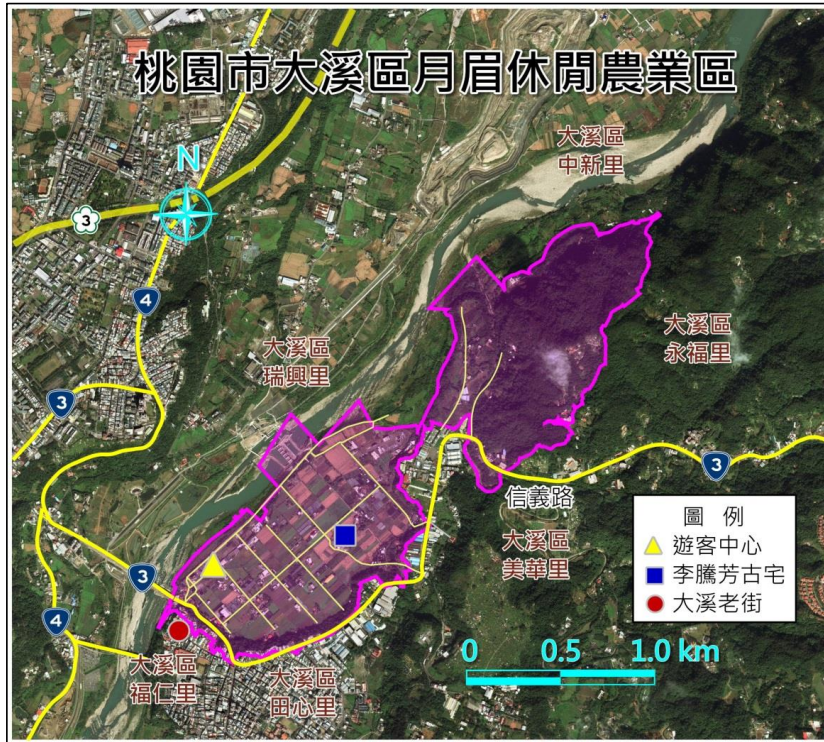 桃園市大溪區月眉休閒農業區
大溪區
中新里
N
3
4
大溪區
永福里
大溪區
瑞興里
3
3
信義路
圖 例
遊客中心
李騰芳古宅
大溪老街
大溪區
美華里
3
4
0 0.5 1.0 km
大溪區
福仁里
大溪區
田心里